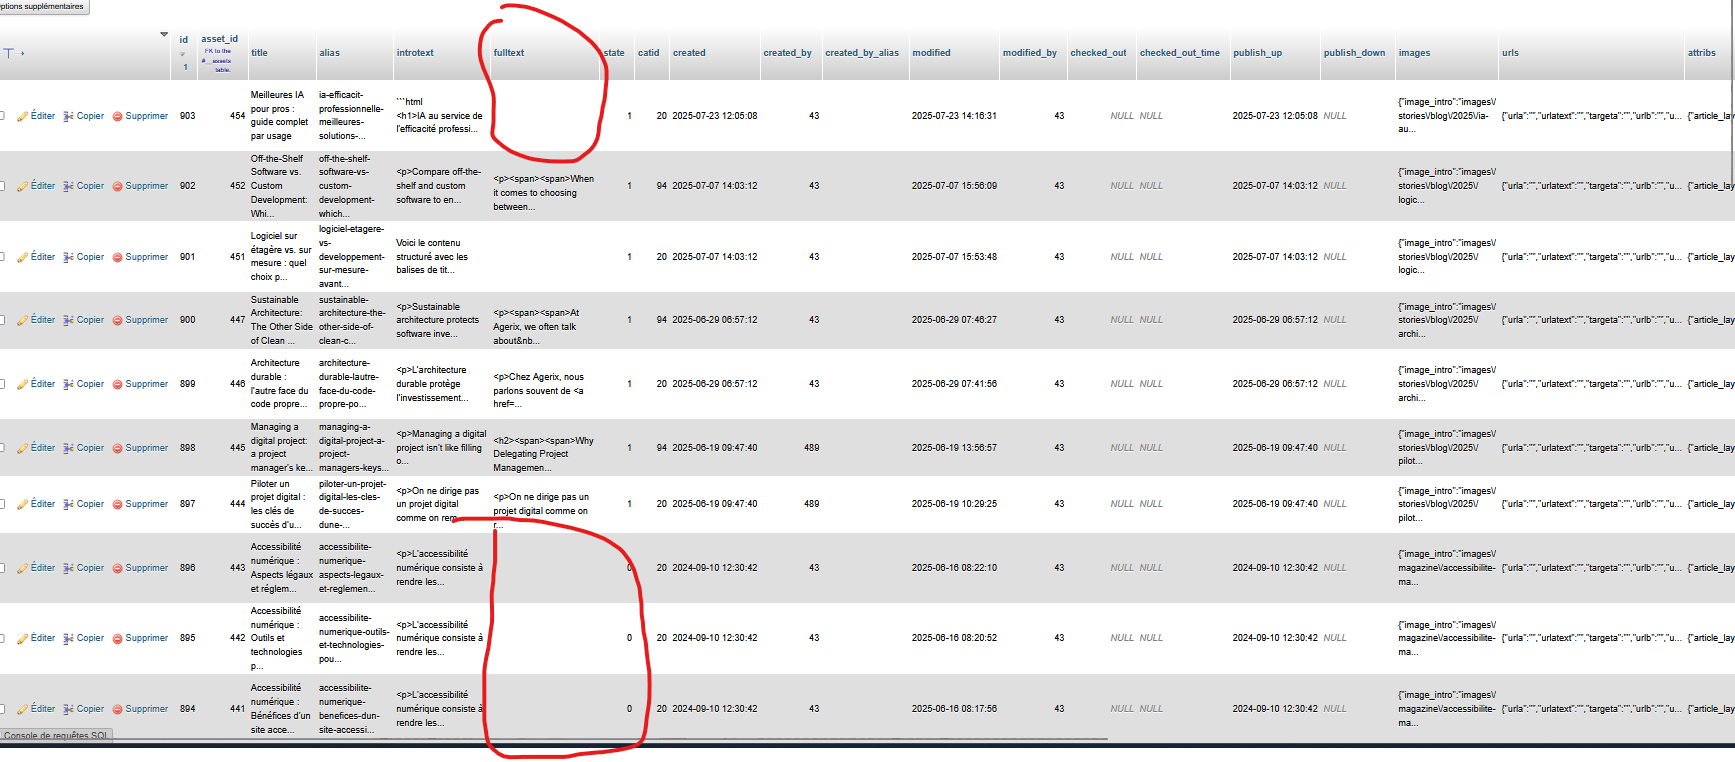 ptions supplémentaires
id asset_id title alias introtext fulltext state catid created created_by created_by_alias modified modified_by checked_out checked_out_time publish_up publish_down images urls attribs
1
FK to the
#__assets
table.
Éditer Copier Supprimer 903 454
Meilleures IA
pour pros :
guide complet
par usage
ia-efficacit-
professionnelle-
meilleures-
solutions-...
```html
<h1>IA au service de
l'efficacité professi...
1 20 2025-07-23 12:05:08 43 2025-07-23 14:16:31 43 NULL NULL 2025-07-23 12:05:08 NULL
{"image_intro":"images\/
stories\/blog\/2025\/ia-
au...
{"urla":"","urlatext":"","targeta":"","urlb":"","u... {"article_lay
Éditer Copier Supprimer 902 452
Off-the-Shelf
Software vs.
Custom
Development:
Whi...
off-the-shelf-
software-vs-
custom-
development-
which...
<p>Compare off-the-
shelf and custom
software to en...
<p><span><span>When
it comes to choosing
between...
1 94 2025-07-07 14:03:12 43 2025-07-07 15:56:09 43 NULL NULL 2025-07-07 14:03:12 NULL
{"image_intro":"images\/
stories\/blog\/2025\/
logic...
{"urla":"","urlatext":"","targeta":"","urlb":"","u... {"article_lay
Éditer Copier Supprimer 901 451
Logiciel sur
étagère vs. sur
mesure : quel
choix p...
logiciel-etagere-
vs-
developpement-
sur-mesure-
avant...
Voici le contenu
structuré avec les
balises de tit...
1 20 2025-07-07 14:03:12 43 2025-07-07 15:53:48 43 NULL NULL 2025-07-07 14:03:12 NULL
{"image_intro":"images\/
stories\/blog\/2025\/
logic...
{"urla":"","urlatext":"","targeta":"","urlb":"","u... {"article_lay
Éditer Copier Supprimer 900 447
Sustainable
Architecture:
The Other Side
of Clean ...
sustainable-
architecture-the-
other-side-of-
clean-c...
<p>Sustainable
architecture protects
software inve...
<p><span><span>At
Agerix, we often talk
about&nb...
1 94 2025-06-29 06:57:12 43 2025-06-29 07:46:27 43 NULL NULL 2025-06-29 06:57:12 NULL
{"image_intro":"images\/
stories\/blog\/2025\/
archi...
{"urla":"","urlatext":"","targeta":"","urlb":"","u... {"article_lay
Éditer Copier Supprimer 899 446
Architecture
durable :
l'autre face du
code propre...
architecture-
durable-lautre-
face-du-code-
propre-po...
<p>L'architecture
durable protège
l'investissement...
<p>Chez Agerix, nous
parlons souvent de <a
href=...
1 20 2025-06-29 06:57:12 43 2025-06-29 07:41:56 43 NULL NULL 2025-06-29 06:57:12 NULL
{"image_intro":"images\/
stories\/blog\/2025\/
archi...
{"urla":"","urlatext":"","targeta":"","urlb":"","u... {"article_lay
Éditer Copier Supprimer 898 445
Managing a
digital project:
a project
manager's ke...
managing-a-
digital-project-a-
project-
managers-keys...
<p>Managing a digital
project isn't like filling
o...
<h2><span><span>Why
Delegating Project
Managemen...
1 94 2025-06-19 09:47:40 489 2025-06-19 13:56:57 43 NULL NULL 2025-06-19 09:47:40 NULL
{"image_intro":"images\/
stories\/blog\/2025\/
pilot...
{"urla":"","urlatext":"","targeta":"","urlb":"","u... {"article_lay
Éditer Copier Supprimer 897 444
Piloter un
projet digital :
les clés de
succès d'u...
piloter-un-projet-
digital-les-cles-
de-succes-
dune-...
<p>On ne dirige pas
un projet digital
comme on rem...
<p>On ne dirige pas un
projet digital comme on
r...
1 20 2025-06-19 09:47:40 489 2025-06-19 10:29:25 43 NULL NULL 2025-06-19 09:47:40 NULL
{"image_intro":"images\/
stories\/blog\/2025\/
pilot...
{"urla":"","urlatext":"","targeta":"","urlb":"","u... {"article_lay
Éditer Copier Supprimer 896 443
Accessibilité
numérique :
Aspects légaux
et réglem...
accessibilite-
numerique-
aspects-legaux-
et-reglemen...
<p>L'accessibilité
numérique consiste à
rendre les...
0 20 2024-09-10 12:30:42 43 2025-06-16 08:22:10 43 NULL NULL 2024-09-10 12:30:42 NULL
{"image_intro":"images\/
magazine\/accessibilite-
ma...
{"urla":"","urlatext":"","targeta":"","urlb":"","u... {"article_lay
Éditer Copier Supprimer 895 442
Accessibilité
numérique :
Outils et
technologies
p...
accessibilite-
numerique-outils-
et-technologies-
pou...
<p>L'accessibilité
numérique consiste à
rendre les...
0 20 2024-09-10 12:30:42 43 2025-06-16 08:20:52 43 NULL NULL 2024-09-10 12:30:42 NULL
{"image_intro":"images\/
magazine\/accessibilite-
ma...
{"urla":"","urlatext":"","targeta":"","urlb":"","u... {"article_lay
Éditer Copier Supprimer 894 441
Accessibilité
numérique :
Bénéfices d'un
site acce...
accessibilite-
numerique-
benefices-dun-
site-accessi...
<p>L'accessibilité
numérique consiste à
rendre les...
0 20 2024-09-10 12:30:42 43 2025-06-16 08:17:56 43 NULL NULL 2024-09-10 12:30:42 NULL
{"image_intro":"images\/
magazine\/accessibilite-
ma...
{"urla":"","urlatext":"","targeta":"","urlb":"","u... {"article_lay
Console de requêtes SQL